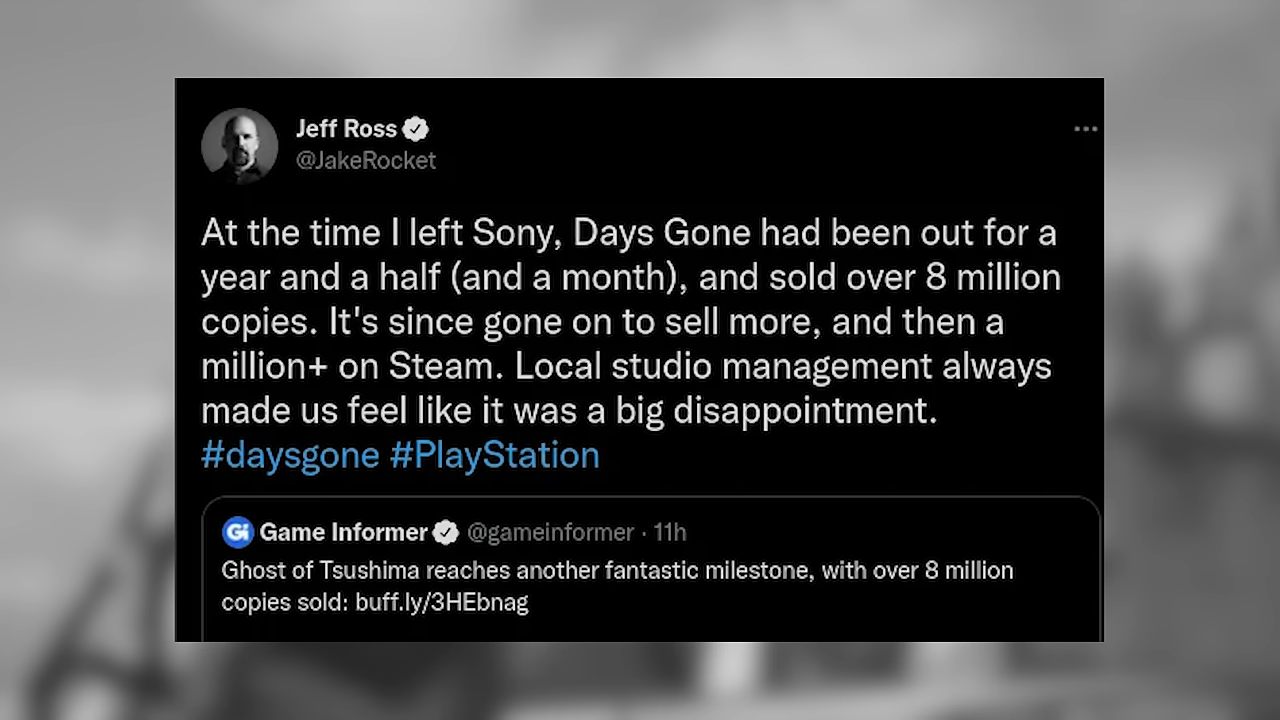 Jeff Ross
@JakeRocket
At the time I left Sony, Days Gone had been out for a
year and a half (and a month), and sold over 8 million
copies. It's since gone on to sell more, and then a
million+ on Steam. Local studio management always
made us feel like it was a big disappointment.
#daysgone #PlayStation
Gi Game Informer @gameinformer · 11h
Ghost of Tsushima reaches another fantastic milestone, with over 8 million
copies sold: buff.ly/3HEbnag